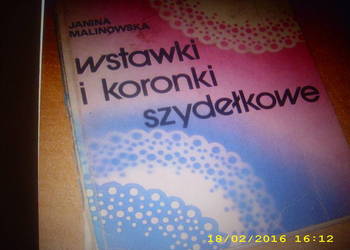 JANINA
MALINOWSKA
wstawki
i koronki
szydełkowe
18/02/2016 16:12